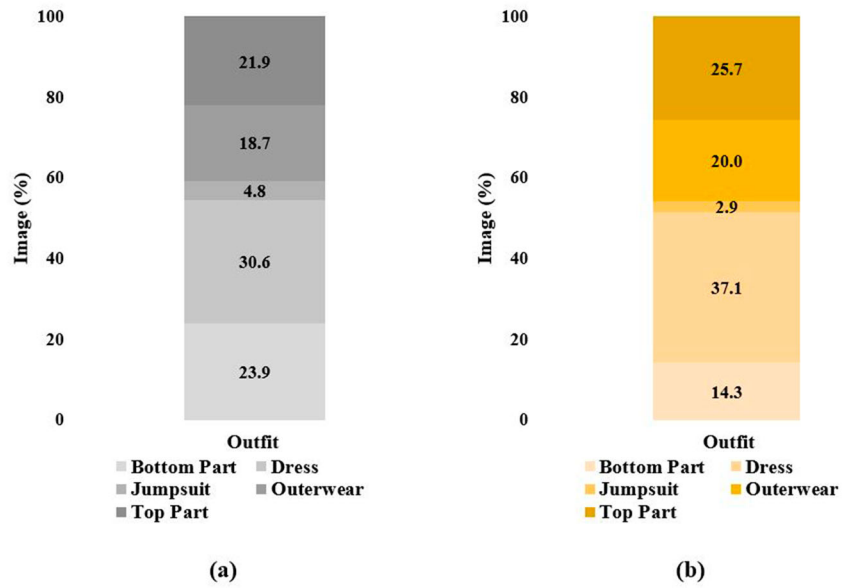 100
80
60
40
20
0
Image (%)
21.9
18.7
4.8
30.6
23.9
Outfit
Bottom Part Dress
Jumpsuit Outerwear
Top Part
(a)
100
80
60
40
20
0
Image (%)
25.7
20.0
2.9
37.1
14.3
Outfit
Bottom Part Dress
Jumpsuit Outerwear
Top Part
(b)